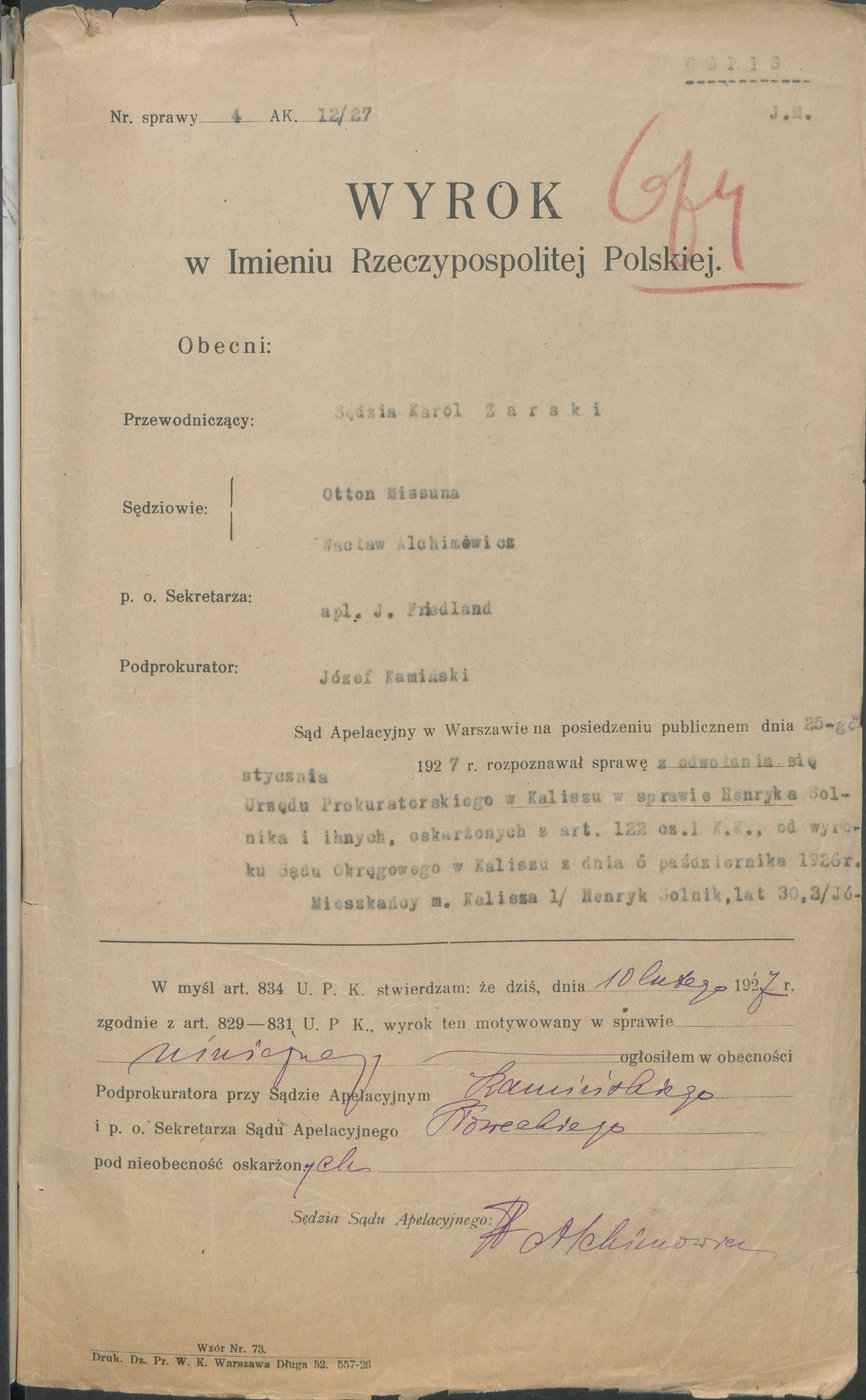 ODPIS.
Nr. sprawy 4 AK. 12/27
J.M.
WYROK
w Imieniu Rzeczypospolitej Polskiej.
Obecni:
Przewodniczący: Sędzia Karol Zarski
Sędziowie: Otton Missuna
Wacław Alchimowicz
p. o. Sekretarza: apl. J. Friedland
Podprokurator: Józef Kamiński
Sąd Apelacyjny w Warszawie na posiedzeniu publicznem dnia 25-go
stycznia 1927 r. rozpoznawał sprawę z odwołania się
Urzędu Prokuratorskiego w Kaliszu w sprawie Henryka Sol-
nika i innych, oskarżonych z art. 122 cz.I K.K., od wyro-
ku Sądu Okręgowego w Kaliszu z dnia 6 października 1926r.
Mieszkańcy m. Kalisza 1/ Henryk Solnik, lat 30, 2/Jó-
W myśl art. 834 U. P. K. stwierdzam: że dziś, dnia 10 lutego 1927 r.
zgodnie z art. 829—831 U. P K., wyrok ten motywowany w sprawie
niniejszej ogłosiłem w obecności
Podprokuratora przy Sądzie Apelacyjnym Kamińskiego
i p. o. Sekretarza Sądu Apelacyjnego
pod nieobecność oskarżonych
Sędzia Sądu Apelacyjnego: W Alchimowicz
Wzór Nr. 73.
Druk. Dz. Pr. W. K. Warszawa Długa 52. 557-26